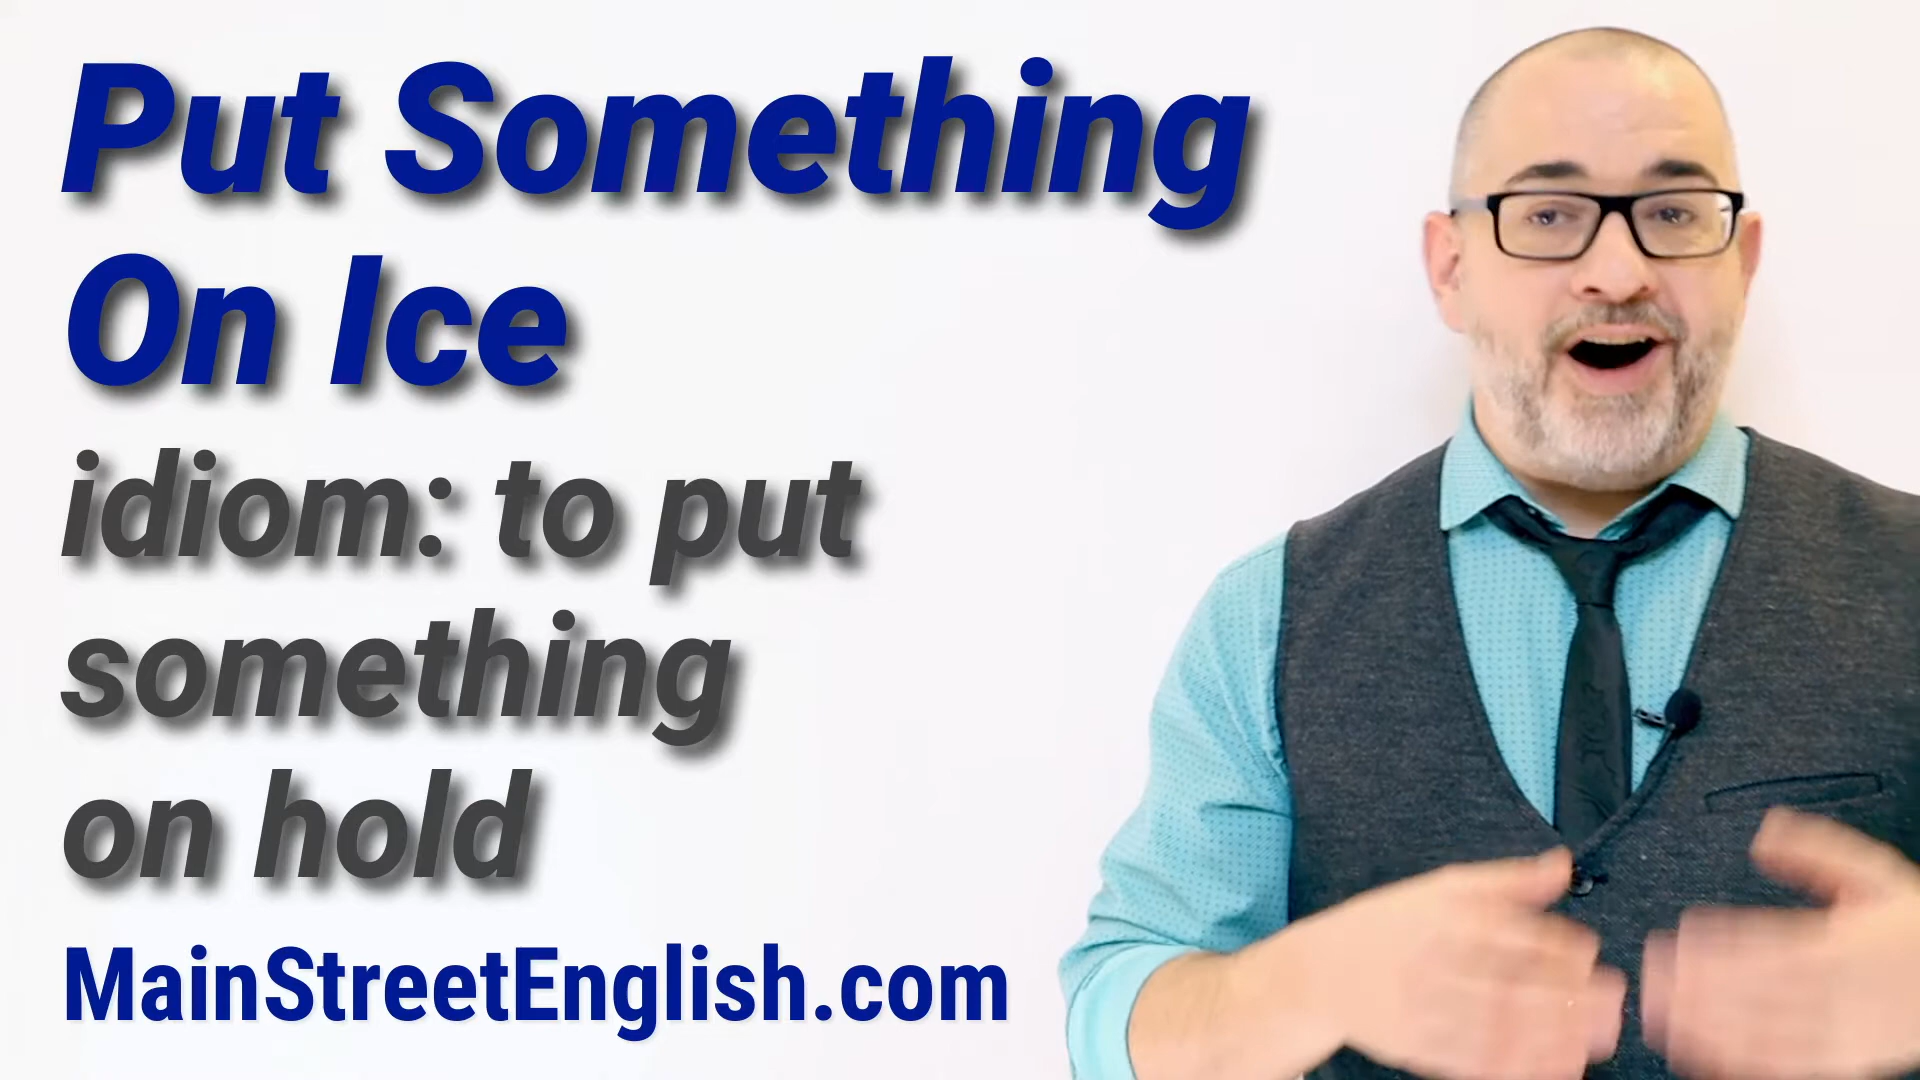 Put Something
On Ice
idiom: to put
something
on hold
MainStreetEnglish.com